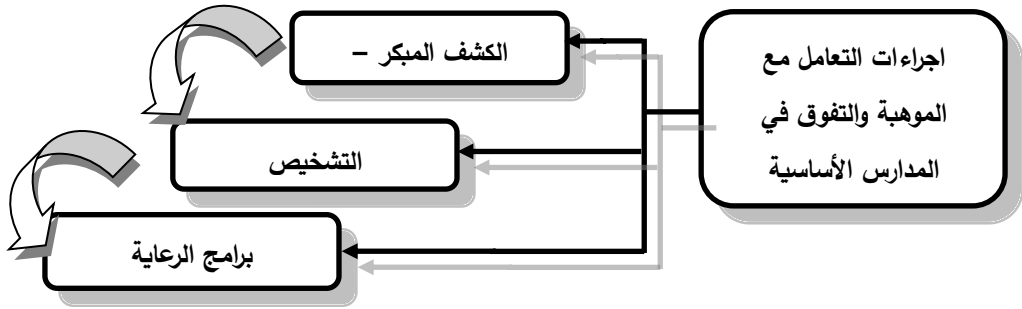 اجراءات التعامل مع
الموهبة والتفوق في
المدارس الأساسية
الكشف المبكر –
التشخيص
برامج الرعاية